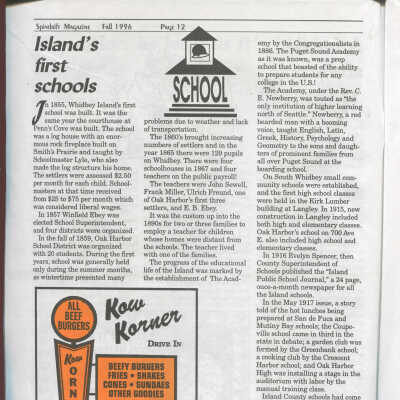 Spindrift Magazine Fall 1996 Page 12
Island's
first
schools
In 1855, Whidbey Island's first
school was built. It was the
same year the courthouse at
Penn's Cove was built. The school
was a log house with an enor-
mous rock fireplace built on
Smith's Prairie and taught by
Schoolmaster Lyle, who also
made the log structure his home.
The settlers were assessed $2.50
per month for each child. School-
masters at that time received
from $25 to $75 per month which
was considered liberal wages.
In 1857 Winfield Ebey was
elected School Superintendent,
and four districts were organized.
In the fall of 1859, Oak Harbor
School District was organized
with 20 students. During the first
years, school was generally held
only during the summer months,
as wintertime presented many
SCHOOL
problems due to weather and lack
of transportation.
The 1860's brought increasing
numbers of settlers and in the
year 1865 there were 129 pupils
on Whidbey. There were four
schoolhouses in 1867 and four
teachers on the public payroll!
The teachers were John Sewell,
Frank Miller, Ulrich Freund, one
of Oak Harbor's first three
settlers, and E. B. Ebey.
It was the custom up into the
1890s for two or three families to
employ a teacher for children
whose homes were distant from
the schools. The teacher lived
with one of the families.
The progress of the educational
life of the Island was marked by
the establishment of The Acad-
emy by the Congregationalists in
1886. The Puget Sound Academy
as it was known, was a prep
school that boasted of the ability
to prepare students for any
college in the U.S.!
The Academy, under the Rev. C.
E. Newberry, was touted as "the
only institution of higher learning
north of Seattle." Newberry, a red
bearded man with a booming
voice, taught English, Latin,
Greek, History, Psychology and
Geometry to the sons and daugh-
ters of prominent families from
all over Puget Sound at the
boarding school.
On South Whidbey small com-
munity schools were established,
and the first high school classes
were held in the Kirk Lumber
building at Langley. In 1915, new
construction in Langley included
both high and elementary classes.
Oak Harbor's school on 700 Ave
E. also included high school and
elementary classes.
In 1916 Evelyn Spencer, then
County Superintendent of
Schools published the "Island
Public School Journal," a 24 page,
once-a-month newspaper for all
the Island schools.
In the May 1917 issue, a story
told of the hot lunches being
prepared at San de Fuca and
Mutiny Bay schools; the Coupe-
ville school came in third in the
state in debate; a garden club was
formed by the Greenbank school;
a cooking club by the Crescent
Harbor school; and Oak Harbor
High was installing a stage in the
auditorium with labor by the
manual training class.
Island County schools had come
ALL
BEEF
BURGERS
Kow
KORN
Kow
Korner
DRIVE IN
BEEFY BURGERS
FRIES • SHAKES
CONES • SUNDAES
OTHER GOODIES